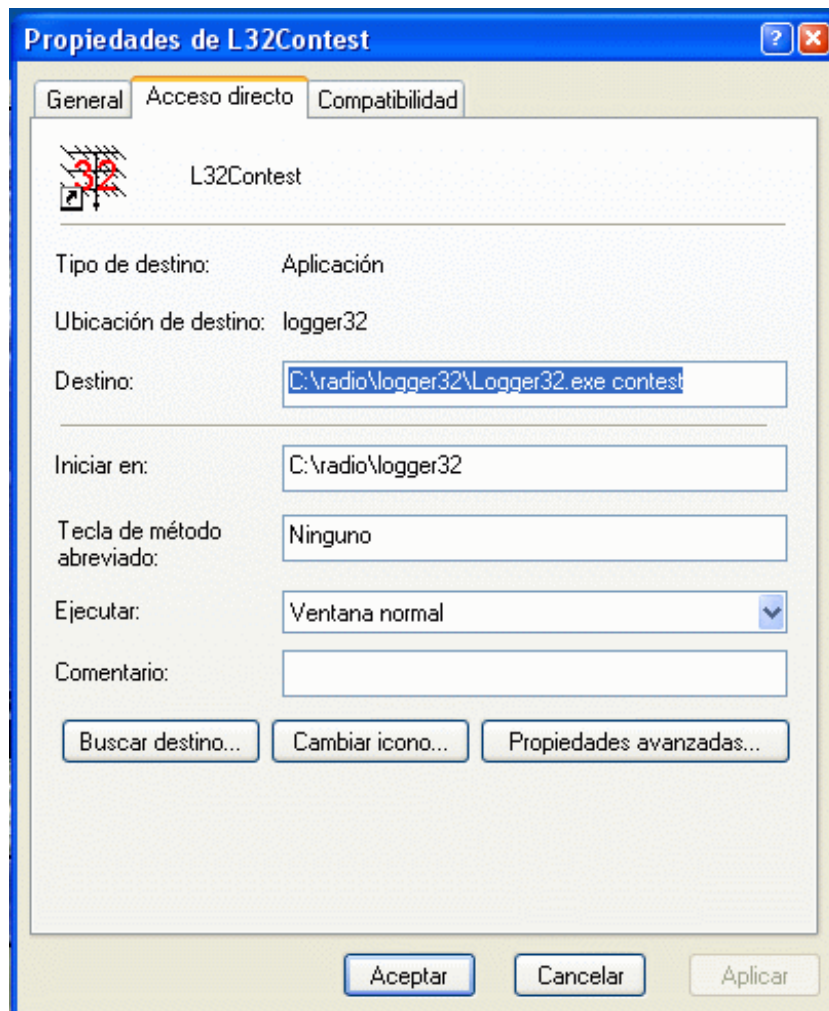 Propiedades de L32Contest
General Acceso directo Compatibilidad
32
L32Contest
Tipo de destino: Aplicación
Ubicación de destino: logger32
Destino: C:\radio\logger32\Logger32.exe contest
Iniciar en: C:\radio\logger32
Tecla de método
abreviado: Ninguno
Ejecutar: Ventana normal
Comentario:
Buscar destino... Cambiar icono... Propiedades avanzadas...
Aceptar Cancelar Aplicar